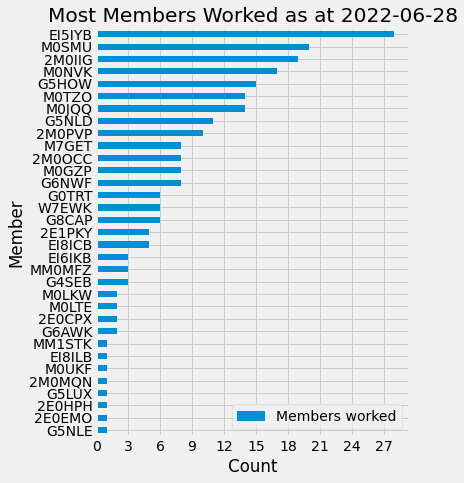 Most Members Worked as at 2022-06-28
EI5IYB
M0SMU
2M0IIG
M0NVK
G5HOW
M0TZO
M0JQQ
G5NLD
2M0PVP
M7GET
2M0OCC
M0GZP
G6NWF
G0TRT
W7EWK
G8CAP
2E1PKY
EI8ICB
EI6IKB
MM0MFZ
G4SEB
M0LKW
M0LTE
2E0CPX
G6AWK
MM1STK
EI8ILB
M0UKF
2M0MQN
G5LUX
2E0HPH
2E0EMO
G5NLE
Member
Members worked
0 3 6 9 12 15 18 21 24 27
Count